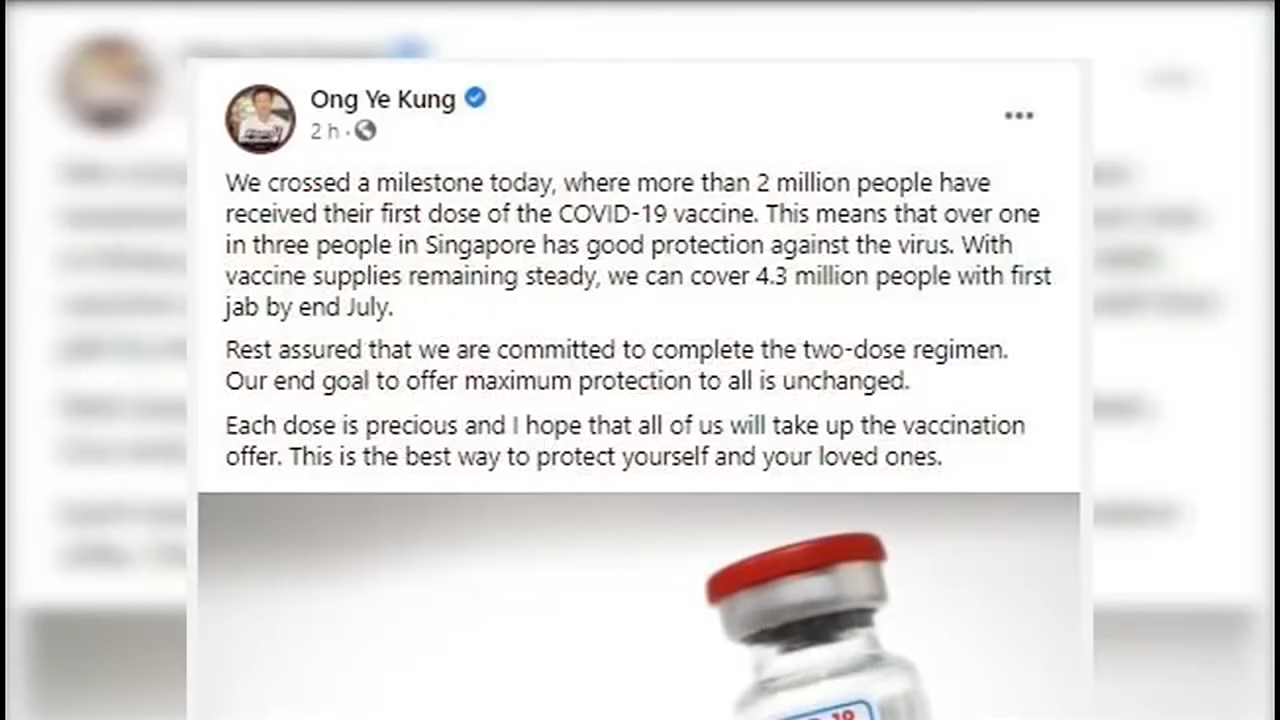 Ong Ye Kung
2 h ·
We crossed a milestone today, where more than 2 million people have
received their first dose of the COVID-19 vaccine. This means that over one
in three people in Singapore has good protection against the virus. With
vaccine supplies remaining steady, we can cover 4.3 million people with first
jab by end July.
Rest assured that we are committed to complete the two-dose regimen.
Our end goal to offer maximum protection to all is unchanged.
Each dose is precious and I hope that all of us will take up the vaccination
offer. This is the best way to protect yourself and your loved ones.